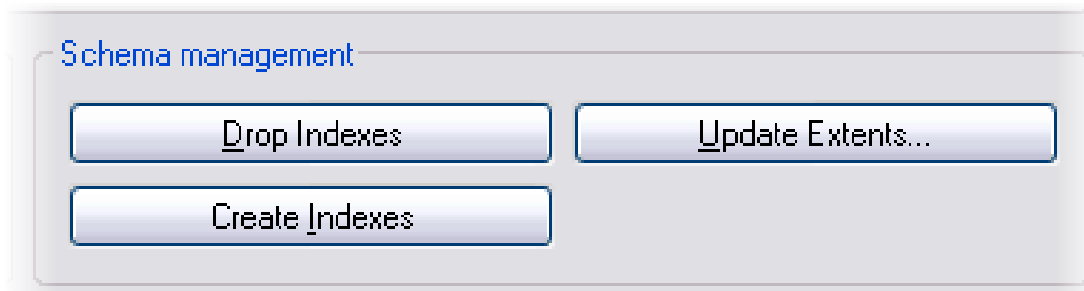 Schema management
Drop Indexes
Update Extents...
Create Indexes